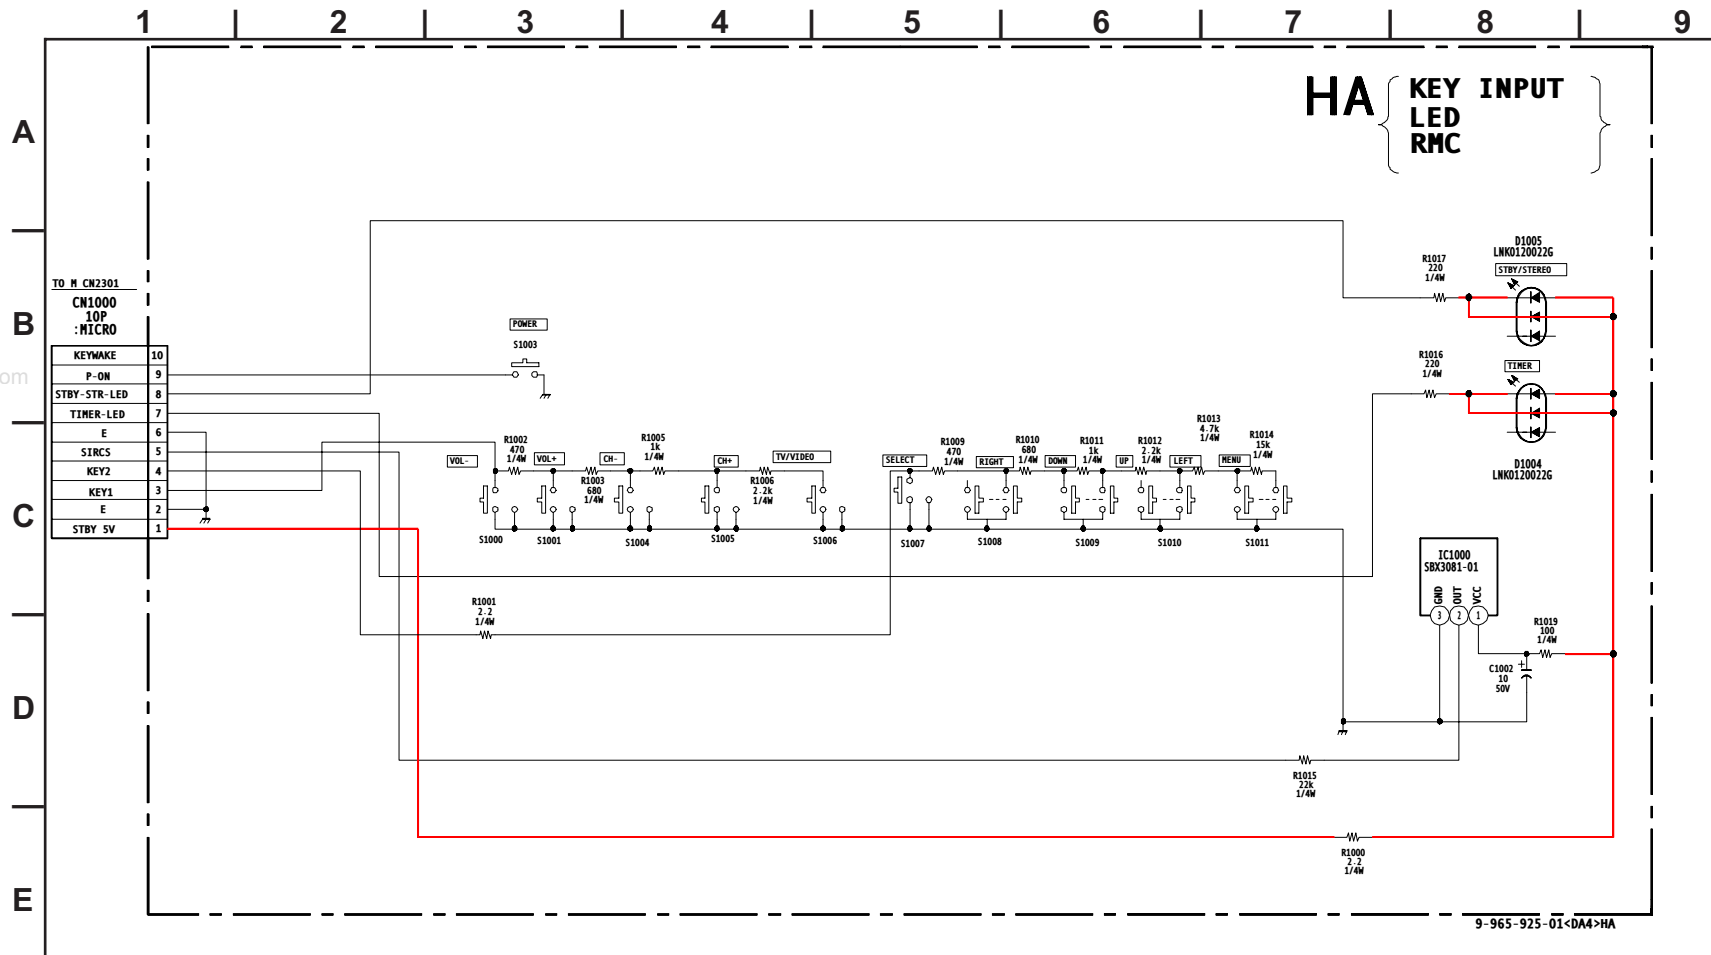 1 2 3 4 5 6 7 8 9
A
B
C
D
E
HA
KEY INPUT
LED
RMC
TO M CN2301
CN1000
10P
:MICRO
KEYWAKE 10
P-ON 9
STBY-STR-LED 8
TIMER-LED 7
E 6
SIRCS 5
KEY2 4
KEY1 3
E 2
STBY 5V 1
om
POWER
S1003
R1017
220
1/4W
D1005
LNK0120022G
STBY/STEREO
R1016
220
1/4W
TIMER
D1004
LNK0120022G
VOL-
R1002
470
1/4W
VOL+
R1003
680
1/4W
CH-
R1005
1k
1/4W
CH+
R1006
2.2k
1/4W
TV/VIDEO
SELECT
R1009
470
1/4W
RIGHT
R1010
680
1/4W
DOWN
R1011
1k
1/4W
UP
R1012
2.2k
1/4W
LEFT
R1013
4.7k
1/4W
MENU
R1014
15k
1/4W
S1000
S1001
S1004
S1005
S1006
S1007
S1008
S1009
S1010
S1011
R1001
2.2
1/4W
IC1000
SBX3081-01
GND OUT VCC
3 2 1
R1019
100
1/4W
C1002
10
50V
+
R1015
22k
1/4W
R1000
2.2
1/4W
9-965-925-01<DA4>HA